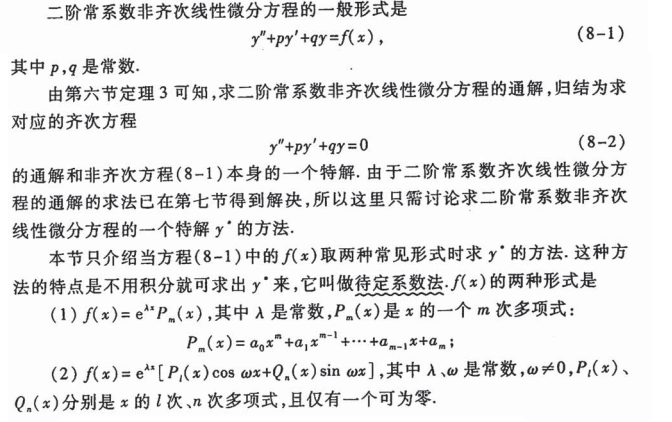 二阶常系数非齐次线性微分方程的一般形式是
y″+py′+qy=f(x), (8-1)
其中 p,q 是常数.
由第六节定理 3 可知,求二阶常系数非齐次线性微分方程的通解,归结为求
对应的齐次方程
y″+py′+qy=0 (8-2)
的通解和非齐次方程(8-1)本身的一个特解. 由于二阶常系数齐次线性微分方
程的通解的求法已在第七节得到解决,所以这里只需讨论求二阶常系数非齐次
线性微分方程的一个特解 y* 的方法.
本节只介绍当方程(8-1)中的 f(x)取两种常见形式时求 y* 的方法. 这种方
法的特点是不用积分就可求出 y* 来,它叫做待定系数法.f(x)的两种形式是
(1) f(x)= e^{λx}P_m(x),其中 λ 是常数,P_m(x)是 x 的一个 m 次多项式:
P_m(x)= a₀x^m+a₁x^{m-1}+⋯+a_{m-1}x+a_m;
(2) f(x)= e^{λx}[P_l(x)cos ωx+Q_n(x)sin ωx],其中 λ、ω 是常数,ω≠0,P_l(x)、
Q_n(x)分别是 x 的 l 次、n 次多项式,且仅有一个可为零.